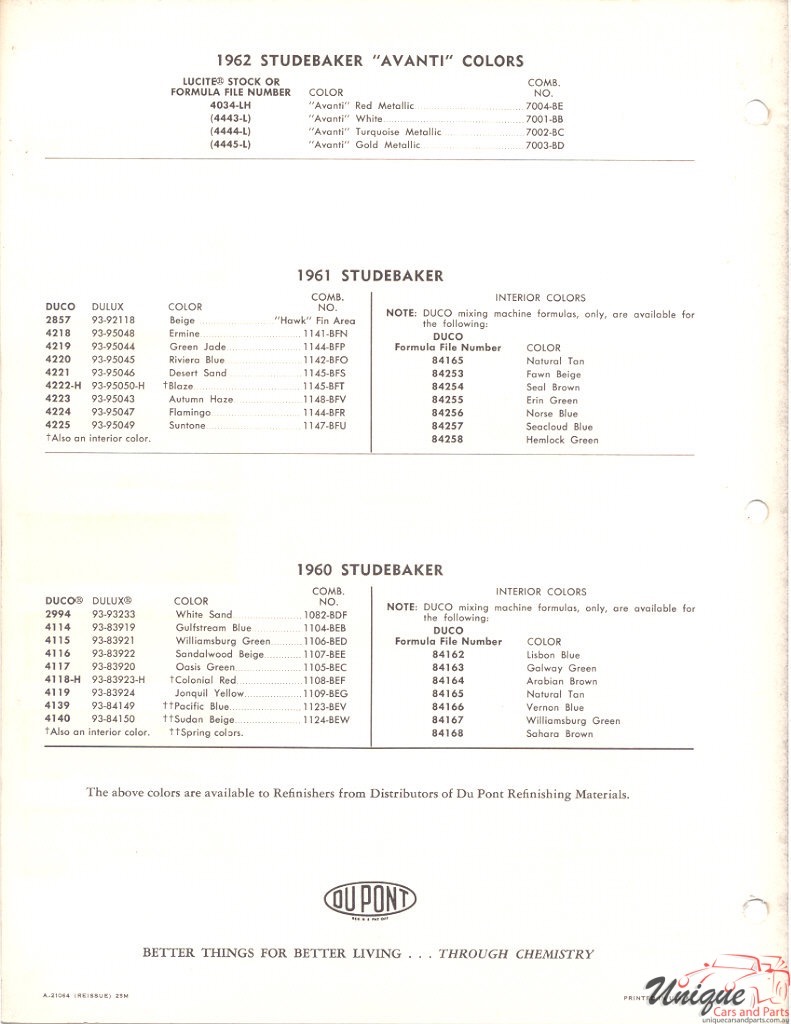 1962 STUDEBAKER "AVANTI" COLORS
LUCITE® STOCK OR FORMULA FILE NUMBER COLOR COMB. NO.
4034-LH "Avanti" Red Metallic 7004-BE
(4443-L) "Avanti" White 7001-BB
(4444-L) "Avanti" Turquoise Metallic 7002-BC
(4445-L) "Avanti" Gold Metallic 7003-BD
1961 STUDEBAKER
DUCO DULUX COLOR COMB. NO.
2857 93-92118 Beige "Hawk" Fin Area
4218 93-95048 Ermine 1141-BFN
4219 93-95044 Green Jade 1144-BFP
4220 93-95045 Riviera Blue 1142-BFO
4221 93-95046 Desert Sand 1145-BFS
4222-H 93-95050-H †Blaze 1145-BFT
4223 93-95043 Autumn Haze 1148-BFV
4224 93-95047 Flamingo 1144-BFR
4225 93-95049 Suntone 1147-BFU
†Also an interior color.
INTERIOR COLORS
NOTE: DUCO mixing machine formulas, only, are available for
the following:
DUCO
Formula File Number COLOR
84165 Natural Tan
84253 Fawn Beige
84254 Seal Brown
84255 Erin Green
84256 Norse Blue
84257 Seacloud Blue
84258 Hemlock Green
1960 STUDEBAKER
DUCO® DULUX® COLOR COMB. NO.
2994 93-93233 White Sand 1082-BDF
4114 93-83919 Gulfstream Blue 1104-BEB
4115 93-83921 Williamsburg Green 1106-BED
4116 93-83922 Sandalwood Beige 1107-BEE
4117 93-83920 Oasis Green 1105-BEC
4118-H 93-83923-H †Colonial Red 1108-BEF
4119 93-83924 Jonquil Yellow 1109-BEG
4139 93-84149 ††Pacific Blue 1123-BEV
4140 93-84150 ††Sudan Beige 1124-BEW
†Also an interior color. ††Spring colors.
INTERIOR COLORS
NOTE: DUCO mixing machine formulas, only, are available for
the following:
DUCO
Formula File Number COLOR
84162 Lisbon Blue
84163 Galway Green
84164 Arabian Brown
84165 Natural Tan
84166 Vernon Blue
84167 Williamsburg Green
84168 Sahara Brown
The above colors are available to Refinishers from Distributors of Du Pont Refinishing Materials.
DU PONT
REG U S PAT OFF
BETTER THINGS FOR BETTER LIVING . . . THROUGH CHEMISTRY
A-21064 (REISSUE) 25M
Unique
Cars and Parts
uniquecarsandparts.com.au